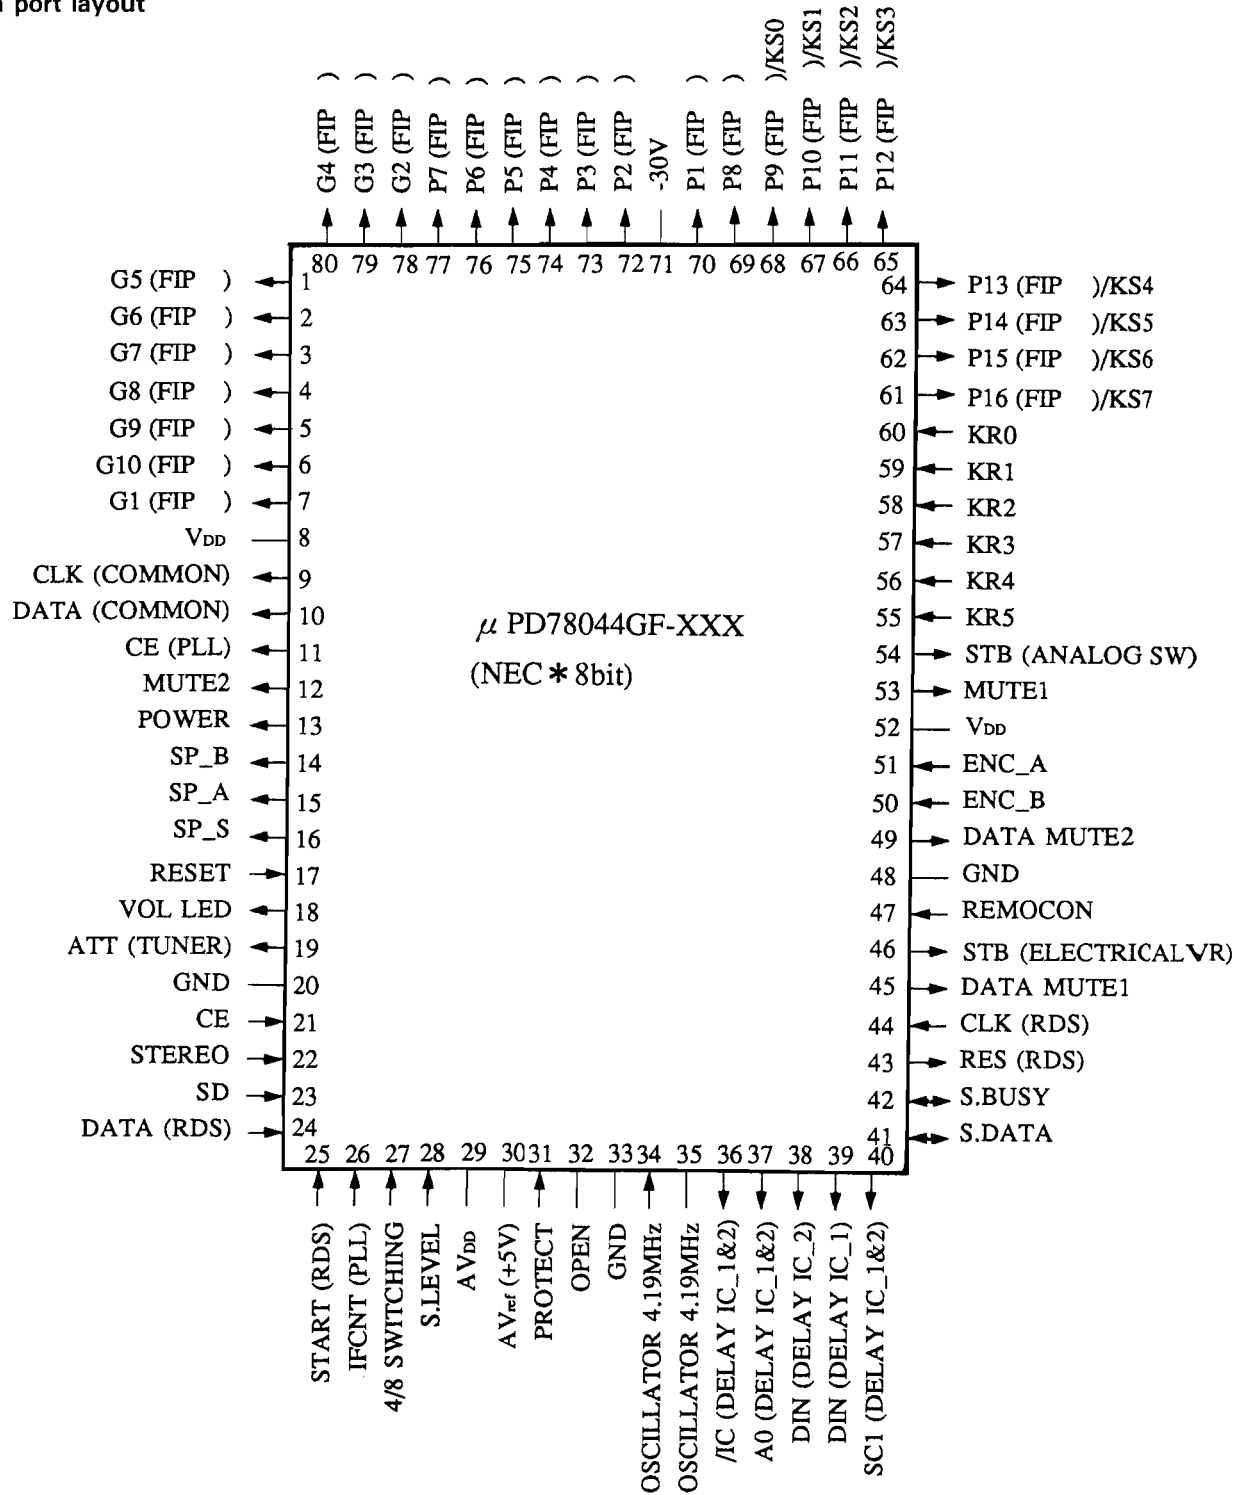 port layout
G4 (FIP )
G3 (FIP )
G2 (FIP )
P7 (FIP )
P6 (FIP )
P5 (FIP )
P4 (FIP )
P3 (FIP )
P2 (FIP )
-30V
P1 (FIP )
P8 (FIP )
P9 (FIP )/KS0
P10 (FIP )/KS1
P11 (FIP )/KS2
P12 (FIP )/KS3
80 79 78 77 76 75 74 73 72 71 70 69 68 67 66 65
G5 (FIP ) 1
G6 (FIP ) 2
G7 (FIP ) 3
G8 (FIP ) 4
G9 (FIP ) 5
G10 (FIP ) 6
G1 (FIP ) 7
VDD 8
CLK (COMMON) 9
DATA (COMMON) 10
CE (PLL) 11
MUTE2 12
POWER 13
SP_B 14
SP_A 15
SP_S 16
RESET 17
VOL LED 18
ATT (TUNER) 19
GND 20
CE 21
STEREO 22
SD 23
DATA (RDS) 24
μ PD78044GF-XXX
(NEC * 8bit)
64 P13 (FIP )/KS4
63 P14 (FIP )/KS5
62 P15 (FIP )/KS6
61 P16 (FIP )/KS7
60 KR0
59 KR1
58 KR2
57 KR3
56 KR4
55 KR5
54 STB (ANALOG SW)
53 MUTE1
52 VDD
51 ENC_A
50 ENC_B
49 DATA MUTE2
48 GND
47 REMOCON
46 STB (ELECTRICAL VR)
45 DATA MUTE1
44 CLK (RDS)
43 RES (RDS)
42 S.BUSY
41 S.DATA
25 26 27 28 29 30 31 32 33 34 35 36 37 38 39 40
START (RDS)
IFCNT (PLL)
4/8 SWITCHING
S.LEVEL
AVDD
AVref (+5V)
PROTECT
OPEN
GND
OSCILLATOR 4.19MHz
OSCILLATOR 4.19MHz
/IC (DELAY IC_1&2)
A0 (DELAY IC_1&2)
DIN (DELAY IC_2)
DIN (DELAY IC_1)
SC1 (DELAY IC_1&2)